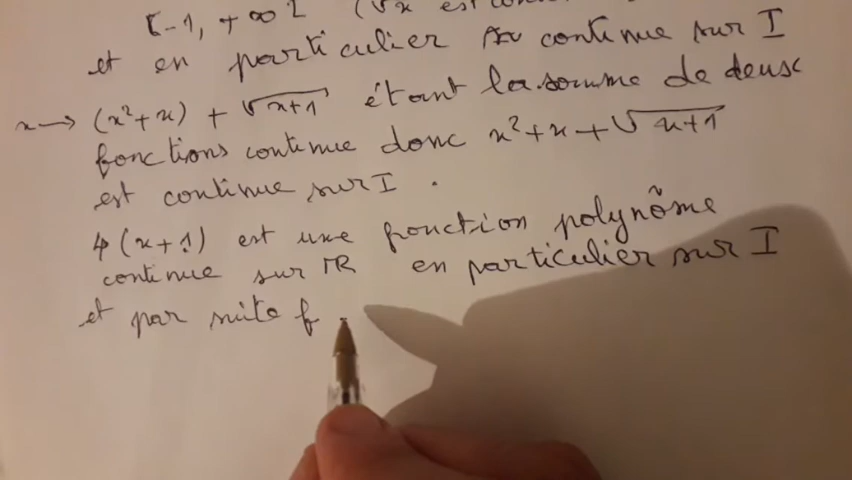 [-1, +∞[ (√x est
et en particulier continue sur I
x → (x²+x) + √x+1 étant la somme de deux
fonctions continue donc x²+x+√x+1
est continue sur I.
4(x+1) est une fonction polynôme
continue sur ℝ en particulier sur I
et par suite f